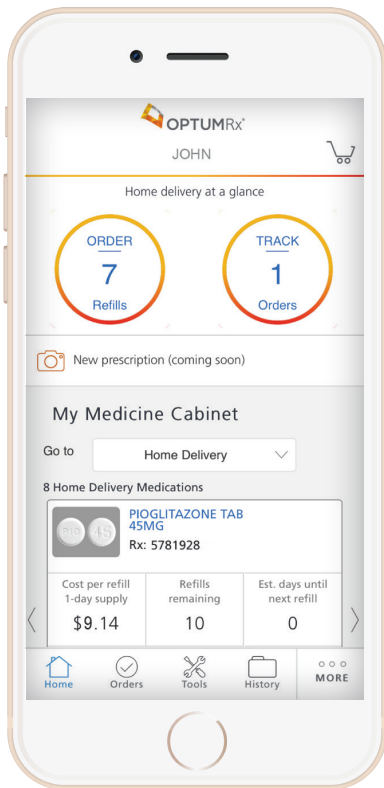 OPTUMRx®
JOHN
Home delivery at a glance
ORDER
7
Refills
TRACK
1
Orders
New prescription (coming soon)
My Medicine Cabinet
Go to
Home Delivery
8 Home Delivery Medications
PIO 45
PIOGLITAZONE TAB
45MG
Rx: 5781928
Cost per refill
1-day supply
$9.14
Refills
remaining
10
Est. days until
next refill
0
Home
Orders
Tools
History
MORE